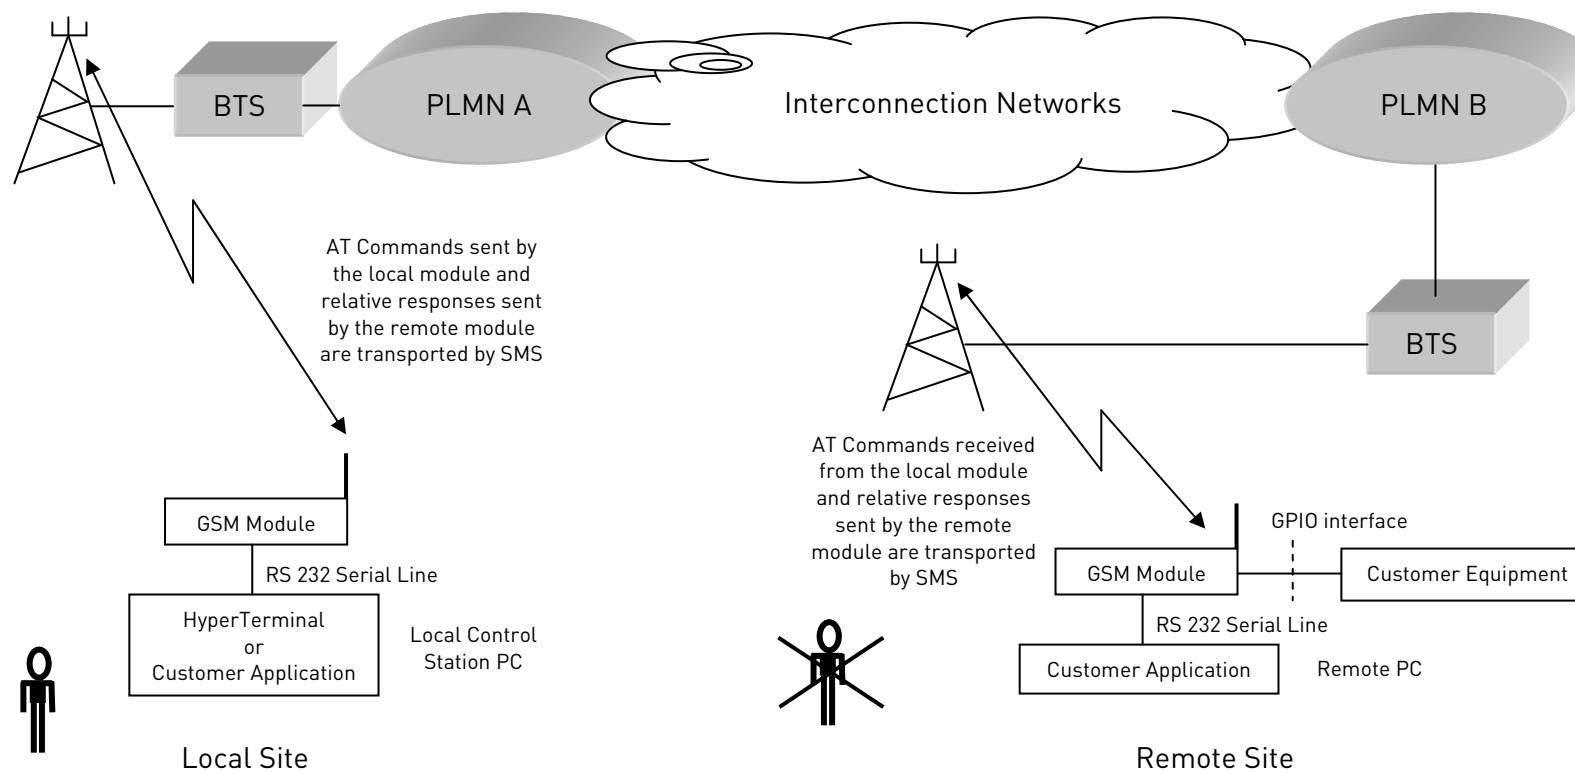 BTS
PLMN A
Interconnection Networks
PLMN B
AT Commands sent by
the local module and
relative responses sent
by the remote module
are transported by SMS
BTS
AT Commands received
from the local module
and relative responses
sent by the remote
module are transported
by SMS
GSM Module
RS 232 Serial Line
HyperTerminal
or
Customer Application
Local Control
Station PC
GPIO interface
GSM Module
Customer Equipment
RS 232 Serial Line
Customer Application
Remote PC
Local Site
Remote Site